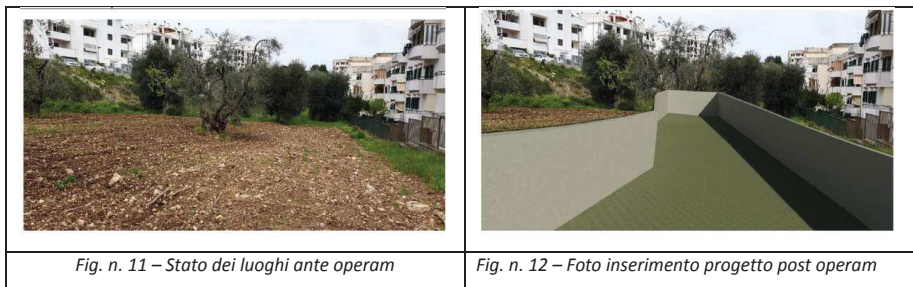 Fig. n. 11 – Stato dei luoghi ante operam
Fig. n. 12 – Foto inserimento progetto post operam